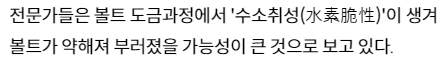 전문가들은 볼트 도금과정에서 '수소취성(水素脆性)'이 생겨
볼트가 약해져 부러졌을 가능성이 큰 것으로 보고 있다.